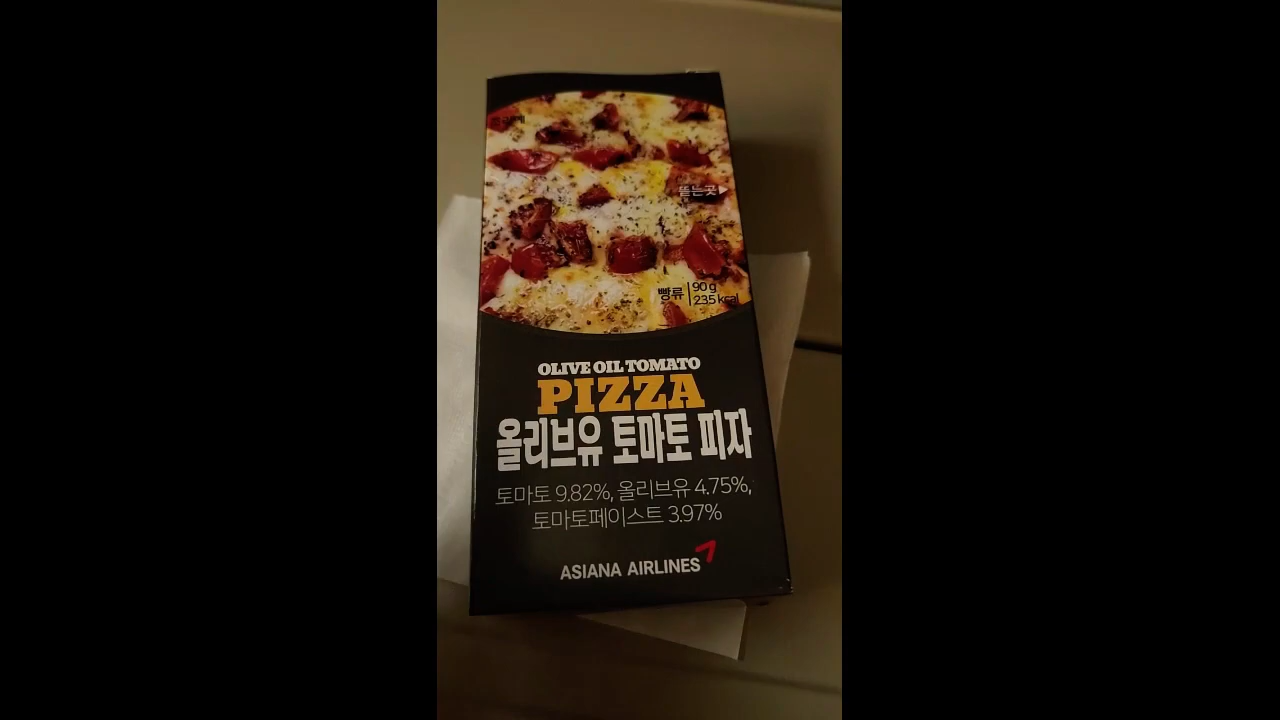 뜯는곳▶
빵류 90g
235kcal
OLIVE OIL TOMATO
PIZZA
올리브유 토마토 피자
토마토 9.82%, 올리브유 4.75%,
토마토페이스트 3.97%
ASIANA AIRLINES